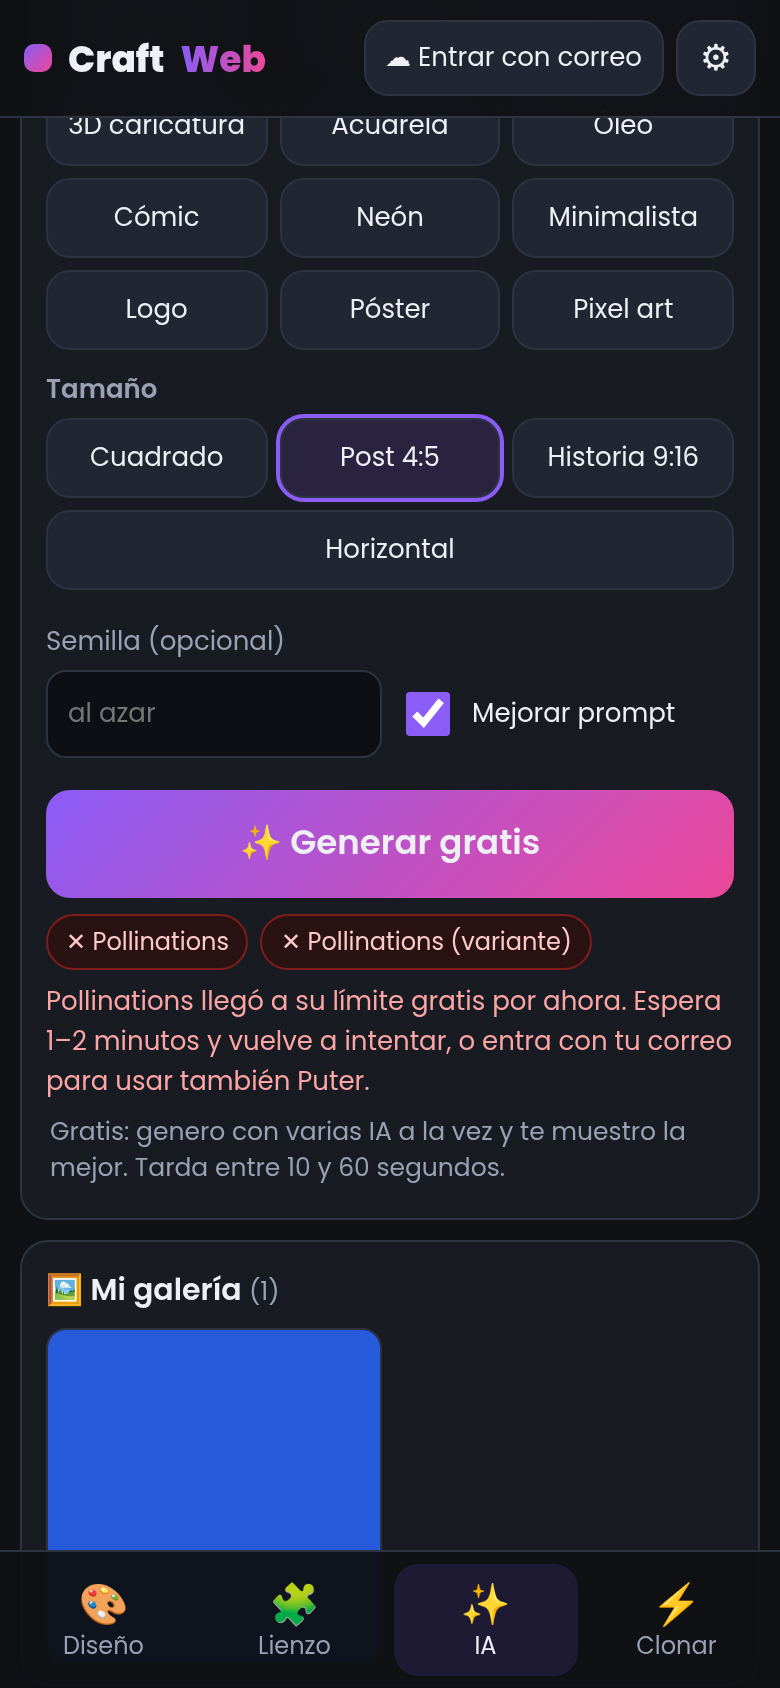 Craft Web
☁ Entrar con correo
⚙
3D caricatura
Acuarela
Óleo
Cómic
Neón
Minimalista
Logo
Póster
Pixel art
Tamaño
Cuadrado
Post 4:5
Historia 9:16
Horizontal
Semilla (opcional)
al azar
Mejorar prompt
✨ Generar gratis
✕ Pollinations
✕ Pollinations (variante)
Pollinations llegó a su límite gratis por ahora. Espera
1–2 minutos y vuelve a intentar, o entra con tu correo
para usar también Puter.
Gratis: genero con varias IA a la vez y te muestro la
mejor. Tarda entre 10 y 60 segundos.
🖼️ Mi galería (1)
Diseño
Lienzo
IA
Clonar